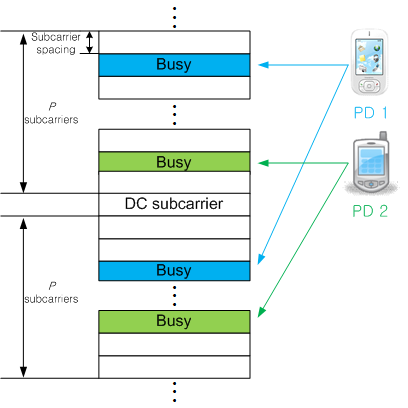 Subcarrier
spacing
Busy
PD 1
P
subcarriers
Busy
DC subcarrier
PD 2
Busy
P
subcarriers
Busy